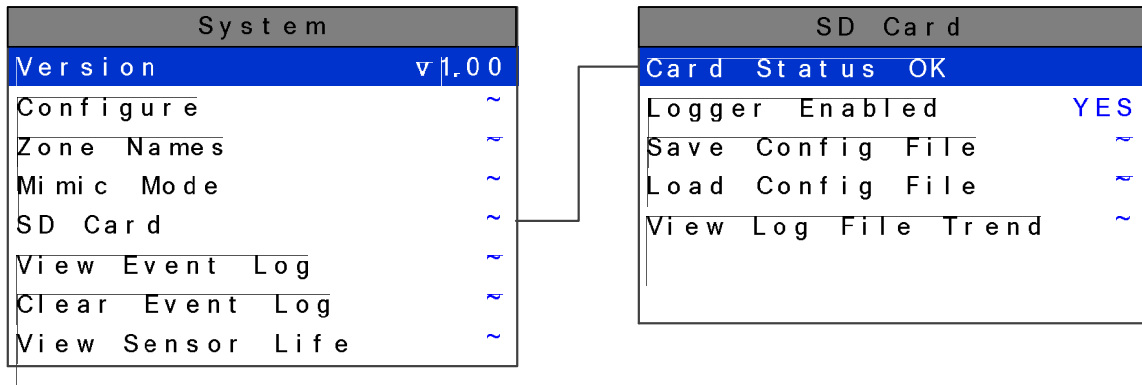 System
Version v1.00
Configure ~
Zone Names ~
Mimic Mode ~
SD Card ~
View Event Log ~
Clear Event Log ~
View Sensor Life ~
SD Card
Card Status OK
Logger Enabled YES
Save Config File ~
Load Config File ~
View Log File Trend ~